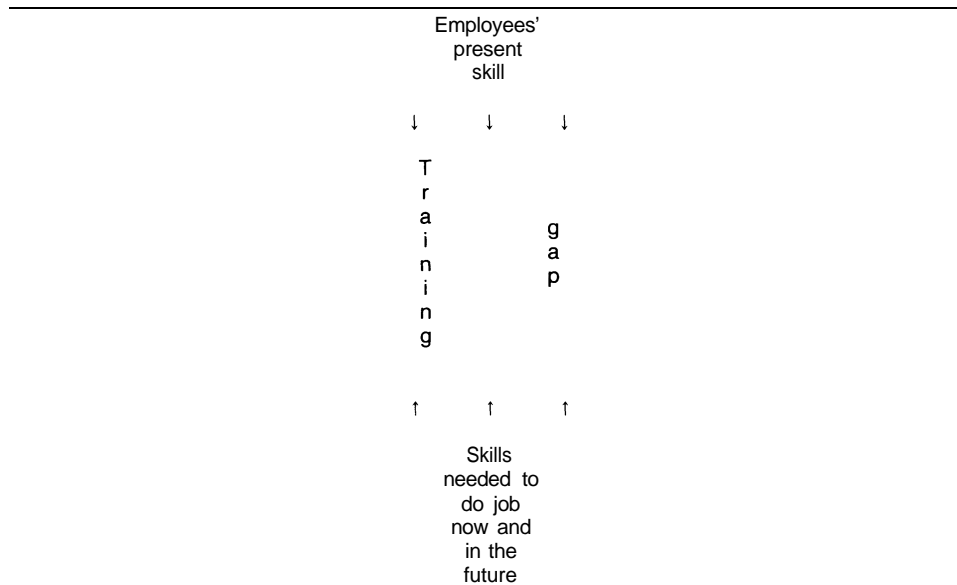 Employees’
present
skill
↓ ↓ ↓
Training
gap
↑ ↑ ↑
Skills
needed to
do job
now and
in the
future